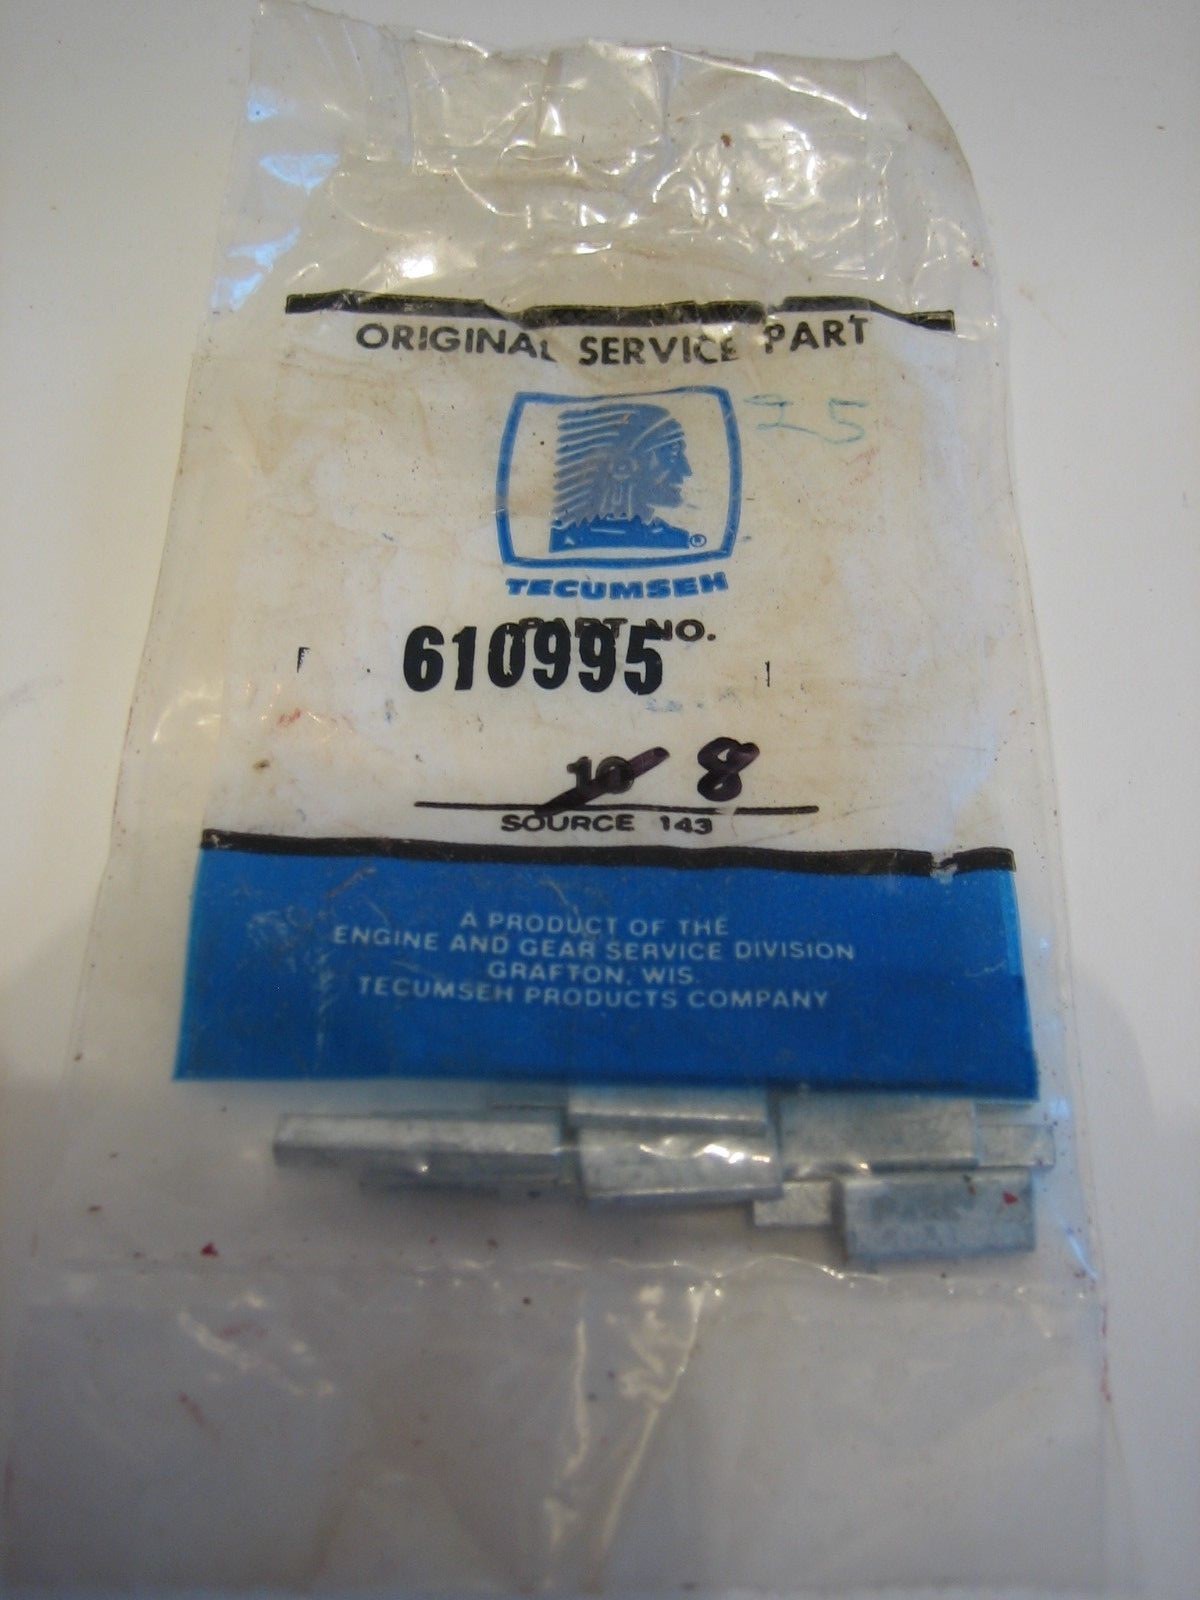 ORIGINAL SERVICE PART
25
®
TECUMSEH
PART NO.
610995
10 8
SOURCE 143
A PRODUCT OF THE
ENGINE AND GEAR SERVICE DIVISION
GRAFTON, WIS.
TECUMSEH PRODUCTS COMPANY